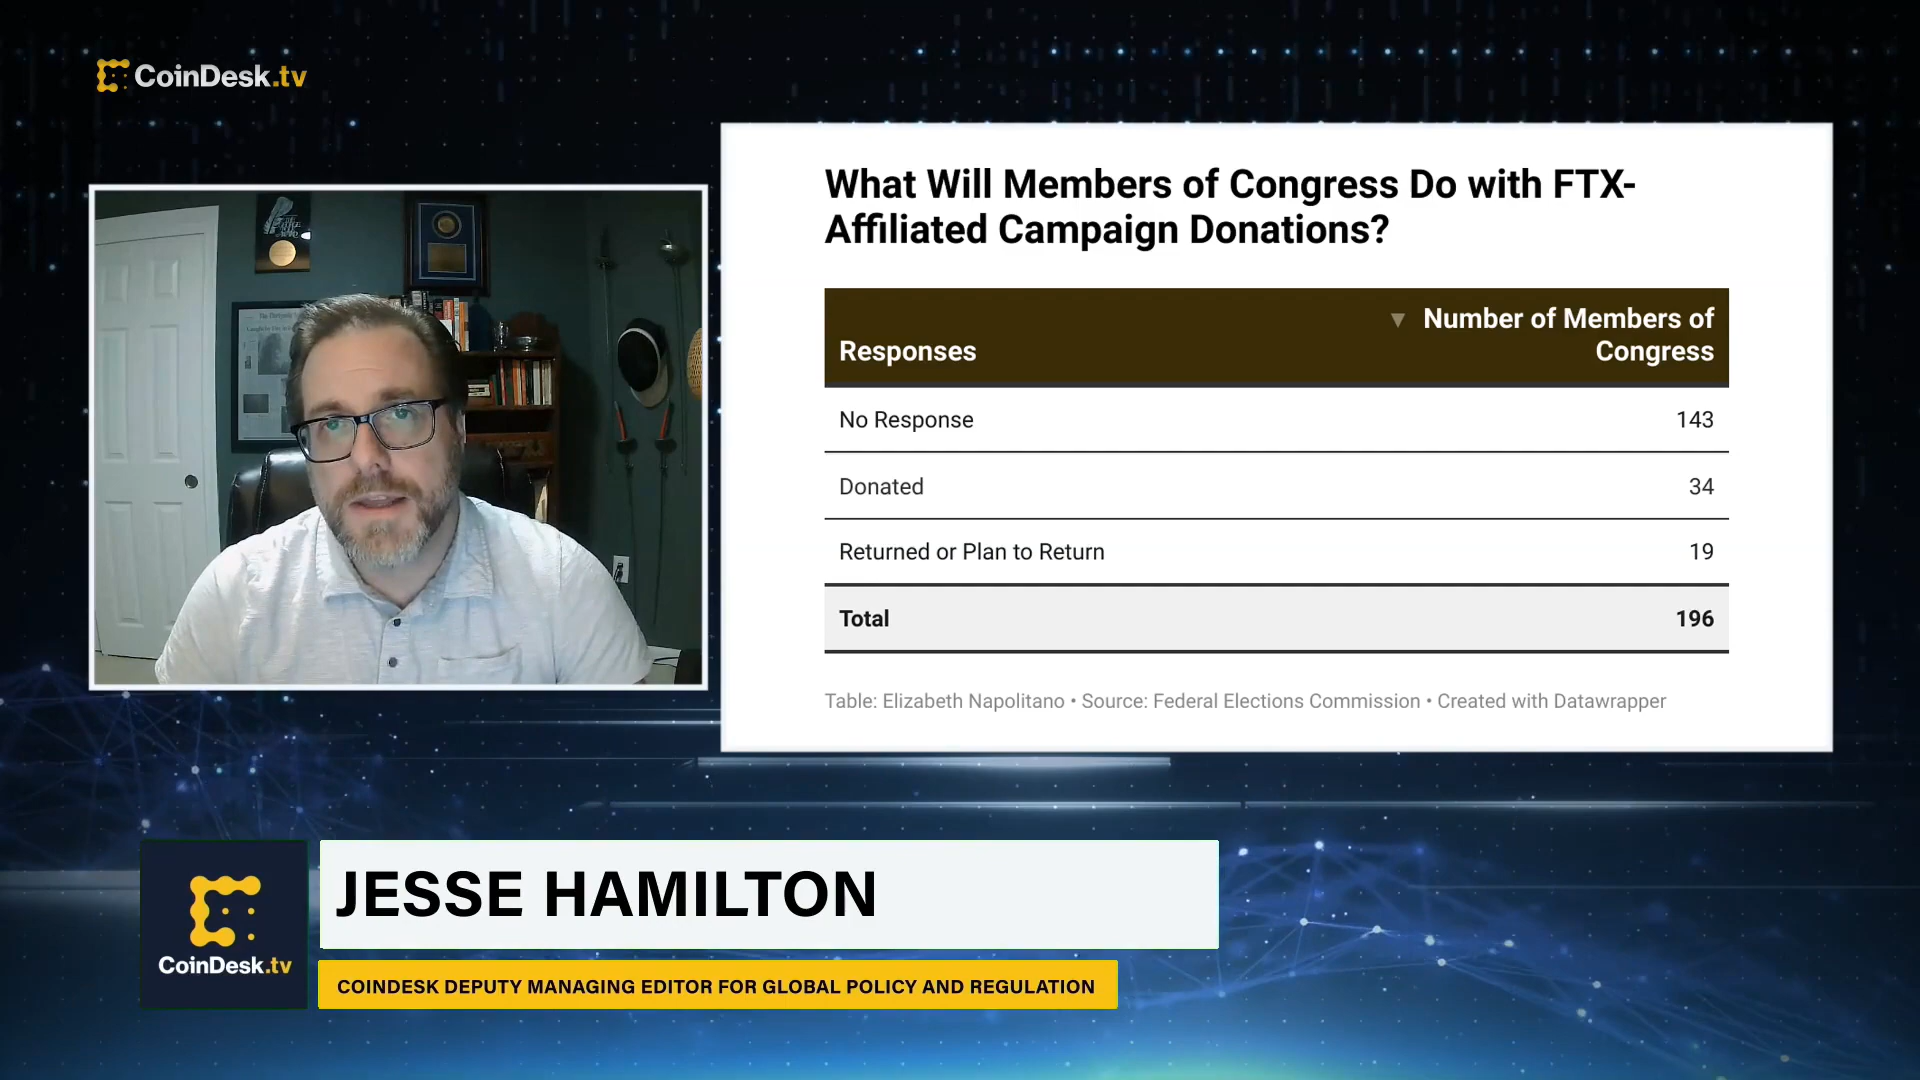 CoinDesk.tv
What Will Members of Congress Do with FTX-
Affiliated Campaign Donations?
Responses
▼ Number of Members of
Congress
No Response 143
Donated 34
Returned or Plan to Return 19
Total 196
Table: Elizabeth Napolitano • Source: Federal Elections Commission • Created with Datawrapper
JESSE HAMILTON
CoinDesk.tv
COINDESK DEPUTY MANAGING EDITOR FOR GLOBAL POLICY AND REGULATION